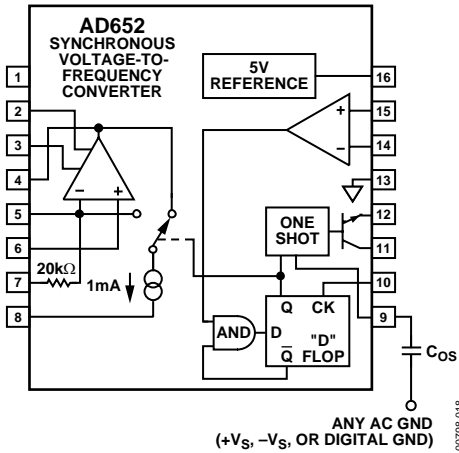 AD652
SYNCHRONOUS
VOLTAGE-TO-
FREQUENCY
CONVERTER
5V
REFERENCE
1
2
3
4
5
6
7
8
16
15
14
13
12
11
10
9
+
–
–
+
20kΩ
1mA
ONE
SHOT
AND
Q
CK
D
"D"
FLOP
Q̅
COS
ANY AC GND
(+VS, –VS, OR DIGITAL GND)
00798-018